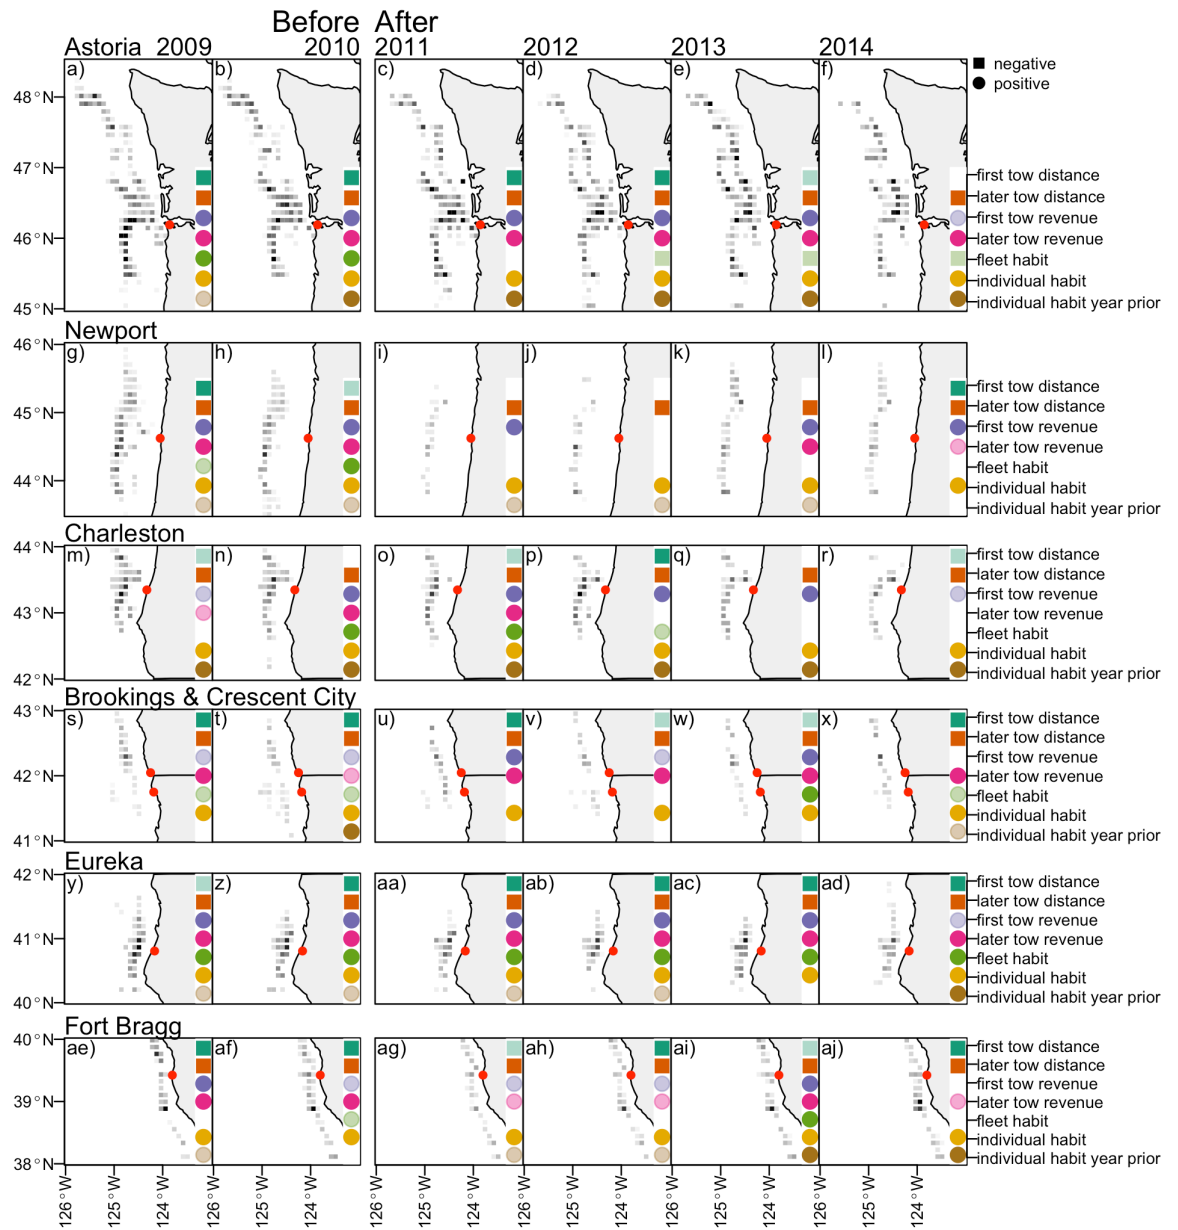 Before After
Astoria 2009 2010 2011 2012 2013 2014
negative
positive
a) b) c) d) e) f)
48°N
47°N
46°N
45°N
first tow distance
later tow distance
first tow revenue
later tow revenue
fleet habit
individual habit
individual habit year prior
Newport
g) h) i) j) k) l)
46°N
45°N
44°N
first tow distance
later tow distance
first tow revenue
later tow revenue
fleet habit
individual habit
individual habit year prior
Charleston
m) n) o) p) q) r)
44°N
43°N
42°N
first tow distance
later tow distance
first tow revenue
later tow revenue
fleet habit
individual habit
individual habit year prior
Brookings & Crescent City
s) t) u) v) w) x)
43°N
42°N
41°N
first tow distance
later tow distance
first tow revenue
later tow revenue
fleet habit
individual habit
individual habit year prior
Eureka
y) z) aa) ab) ac) ad)
42°N
41°N
40°N
first tow distance
later tow distance
first tow revenue
later tow revenue
fleet habit
individual habit
individual habit year prior
Fort Bragg
ae) af) ag) ah) ai) aj)
40°N
39°N
38°N
first tow distance
later tow distance
first tow revenue
later tow revenue
fleet habit
individual habit
individual habit year prior
126°W 125°W 124°W 126°W 125°W 124°W 126°W 125°W 124°W 126°W 125°W 124°W 126°W 125°W 124°W 126°W 125°W 124°W